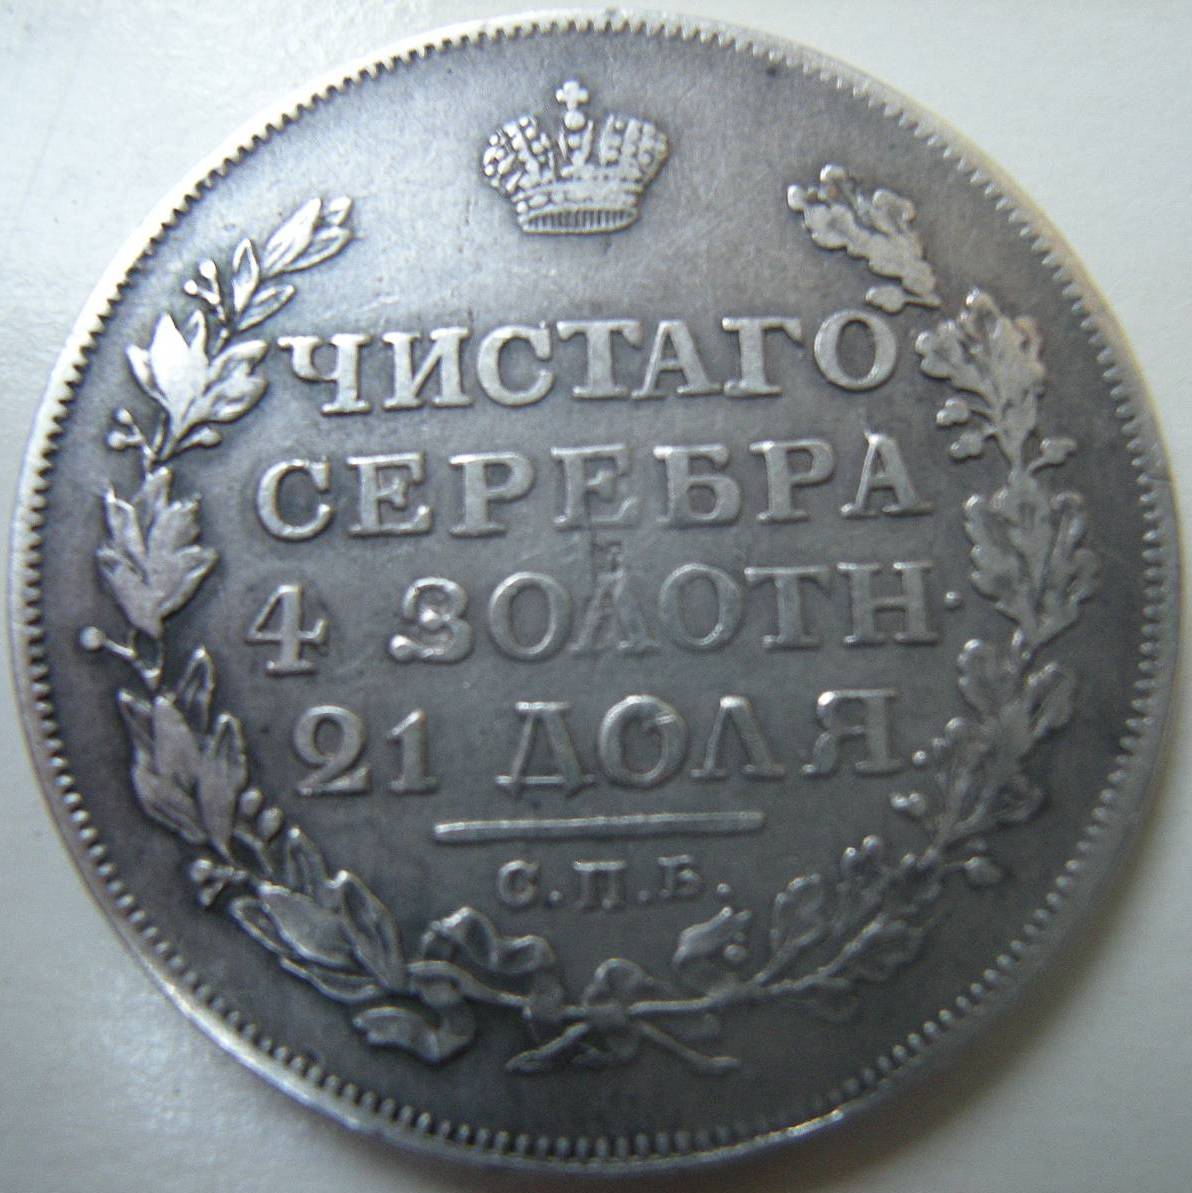 ЧИСТАГО
СЕРЕБРА
4 ЗОЛОТН.
21 ДОЛЯ.
С.П.Б.